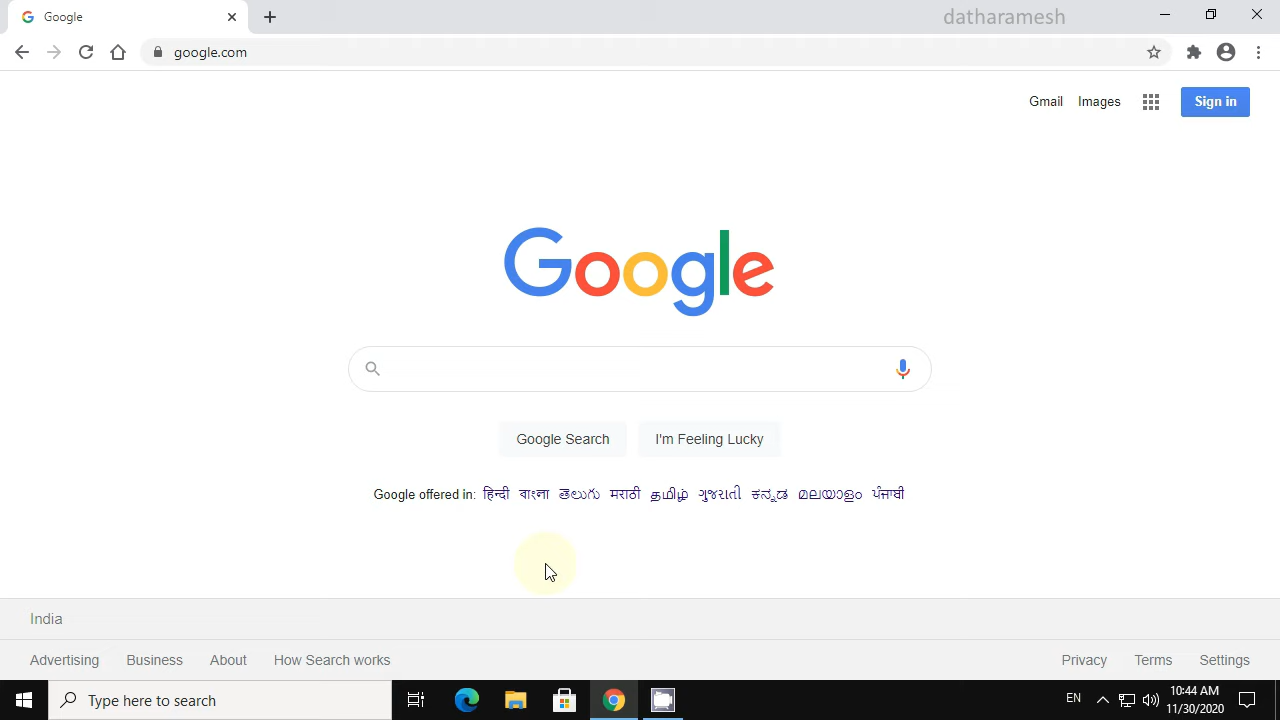 Google
datharamesh
google.com
Gmail Images Sign in
Google
Google Search I'm Feeling Lucky
Google offered in: हिन्दी বাংলা తెలుగు मराठी தமிழ் ગુજરાતી ಕನ್ನಡ മലയാളം ਪੰਜਾਬੀ
India
Advertising Business About How Search works Privacy Terms Settings
Type here to search EN 10:44 AM
11/30/2020